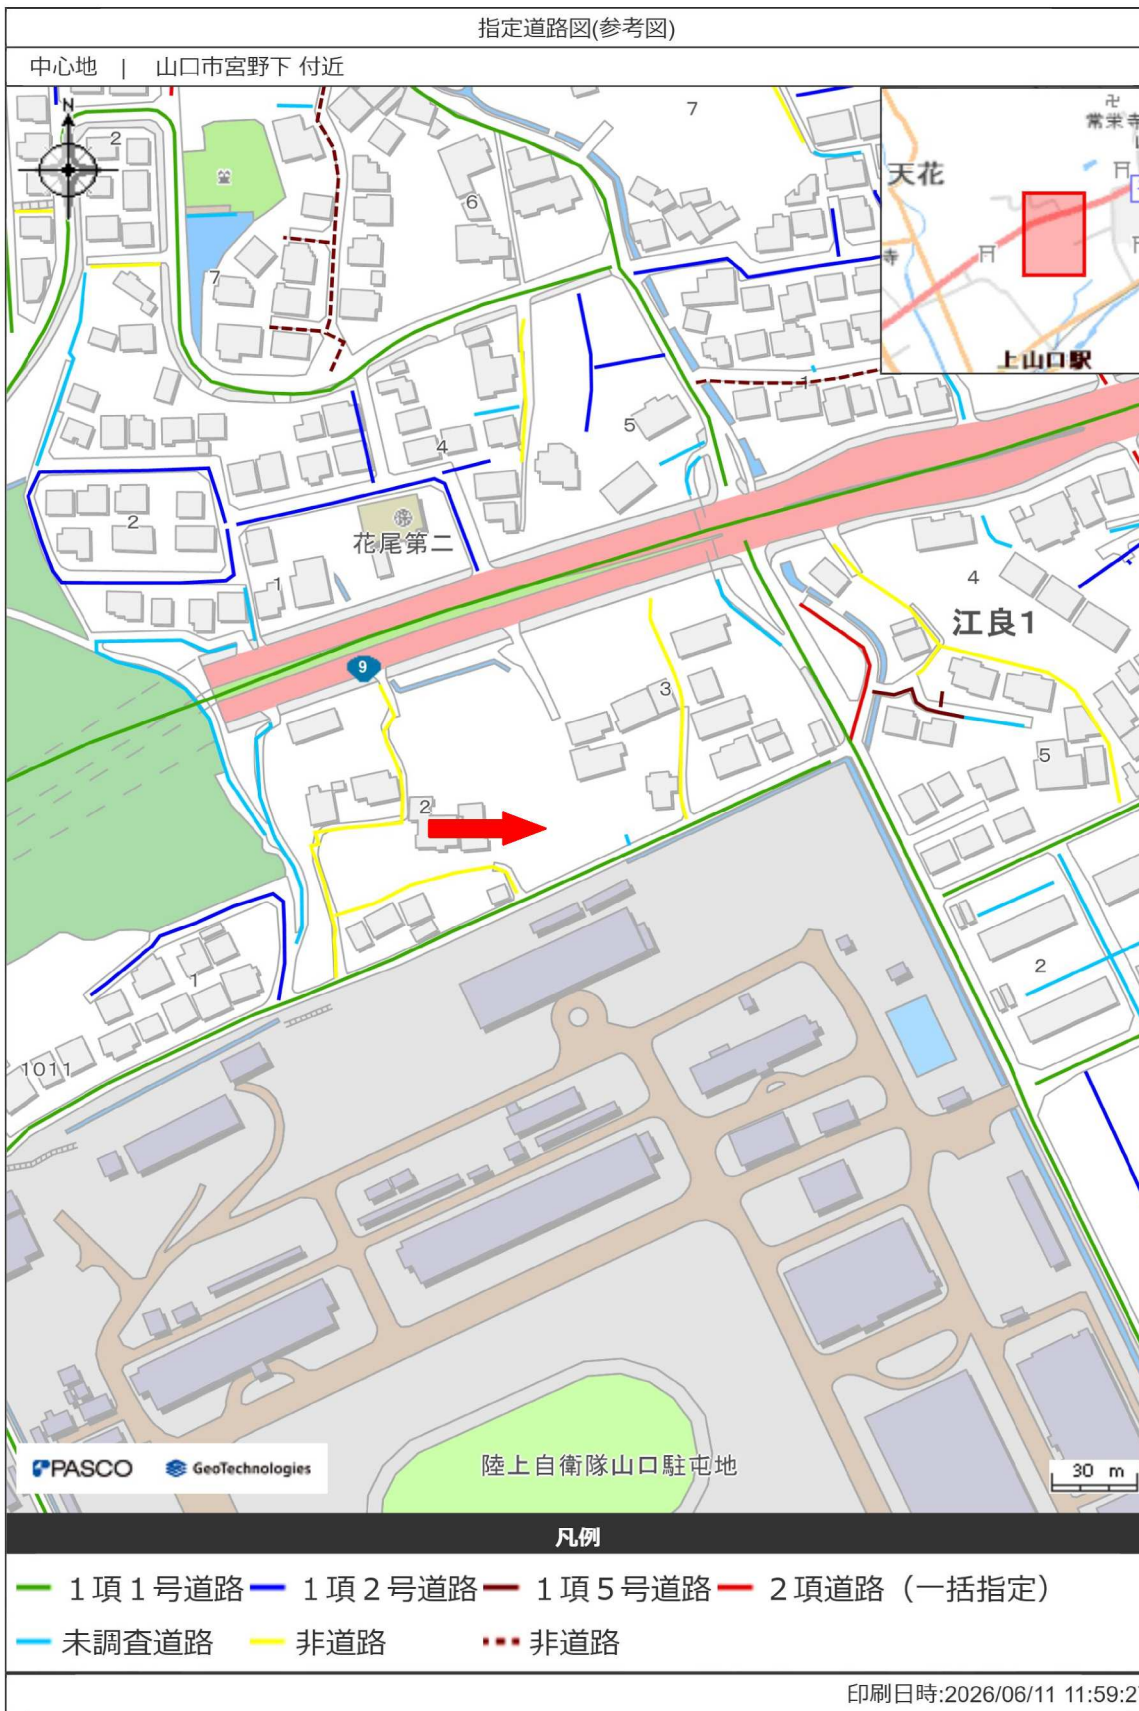 指定道路図(参考図)
中心地 | 山口市宮野下 付近
N
2
7
6
7
天花
常栄寺
寺
上山口駅
1
5
4
2
花尾第二
1
4
江良1
9
3
2
5
1
2
1011
PASCO
GeoTechnologies
陸上自衛隊山口駐屯地
30 m
凡例
1項1号道路
1項2号道路
1項5号道路
2項道路（一括指定）
未調査道路
非道路
非道路
印刷日時:2026/06/11 11:59:2